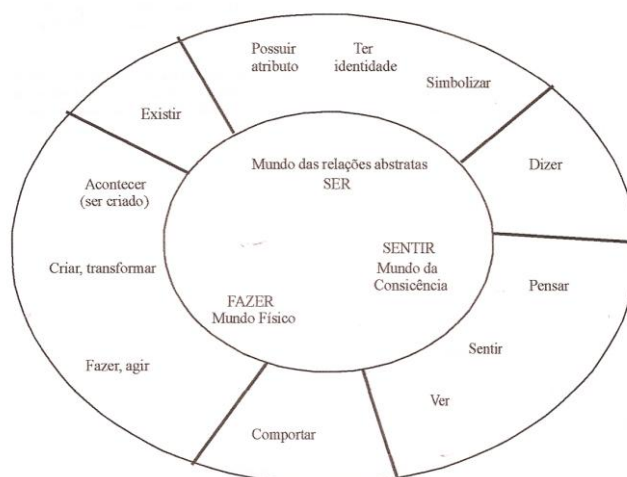 Possuir
atributo
Ter
identidade
Simbolizar
Existir
Dizer
Mundo das relações abstratas
SER
Acontecer
(ser criado)
SENTIR
Mundo da
Consicência
Criar, transformar
Pensar
FAZER
Mundo Físico
Sentir
Fazer, agir
Ver
Comportar